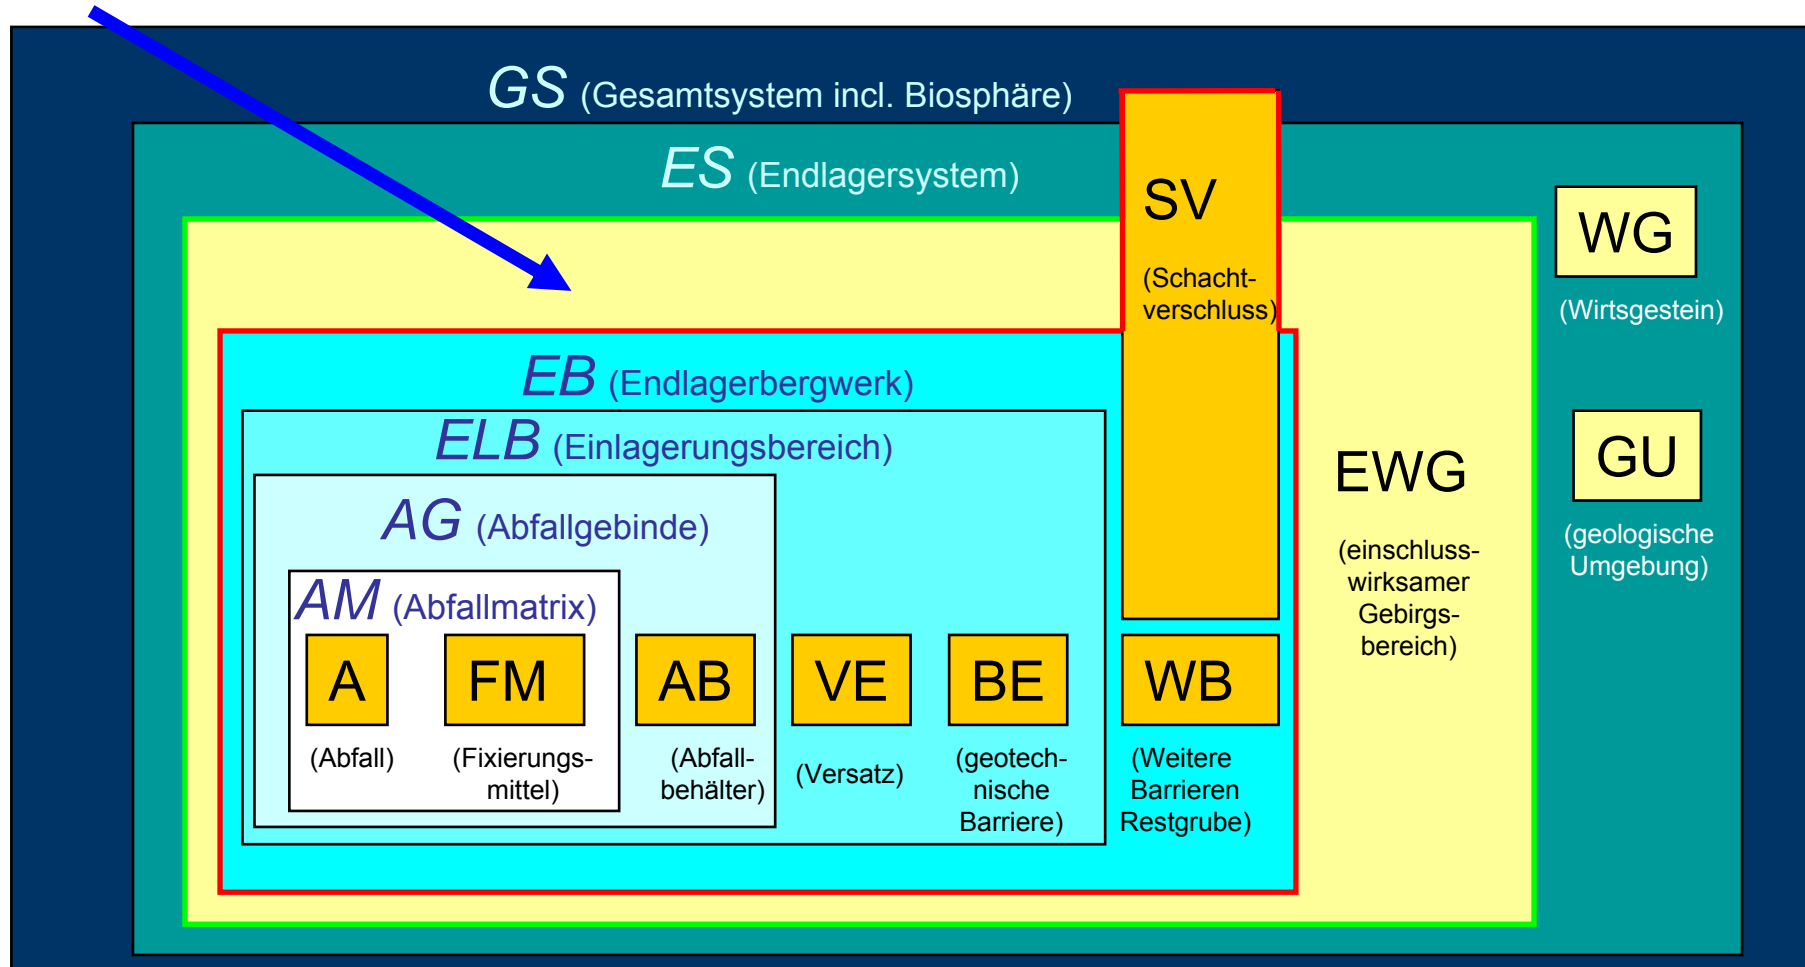 GS (Gesamtsystem incl. Biosphäre)
ES (Endlagersystem)
SV
(Schacht-
verschluss)
WG
(Wirtsgestein)
EB (Endlagerbergwerk)
ELB (Einlagerungsbereich)
AG (Abfallgebinde)
AM (Abfallmatrix)
EWG
(einschluss-
wirksamer
Gebirgs-
bereich)
GU
(geologische
Umgebung)
A
(Abfall)
FM
(Fixierungs-
mittel)
AB
(Abfall-
behälter)
VE
(Versatz)
BE
(geotech-
nische
Barriere)
WB
(Weitere
Barrieren
Restgrube)